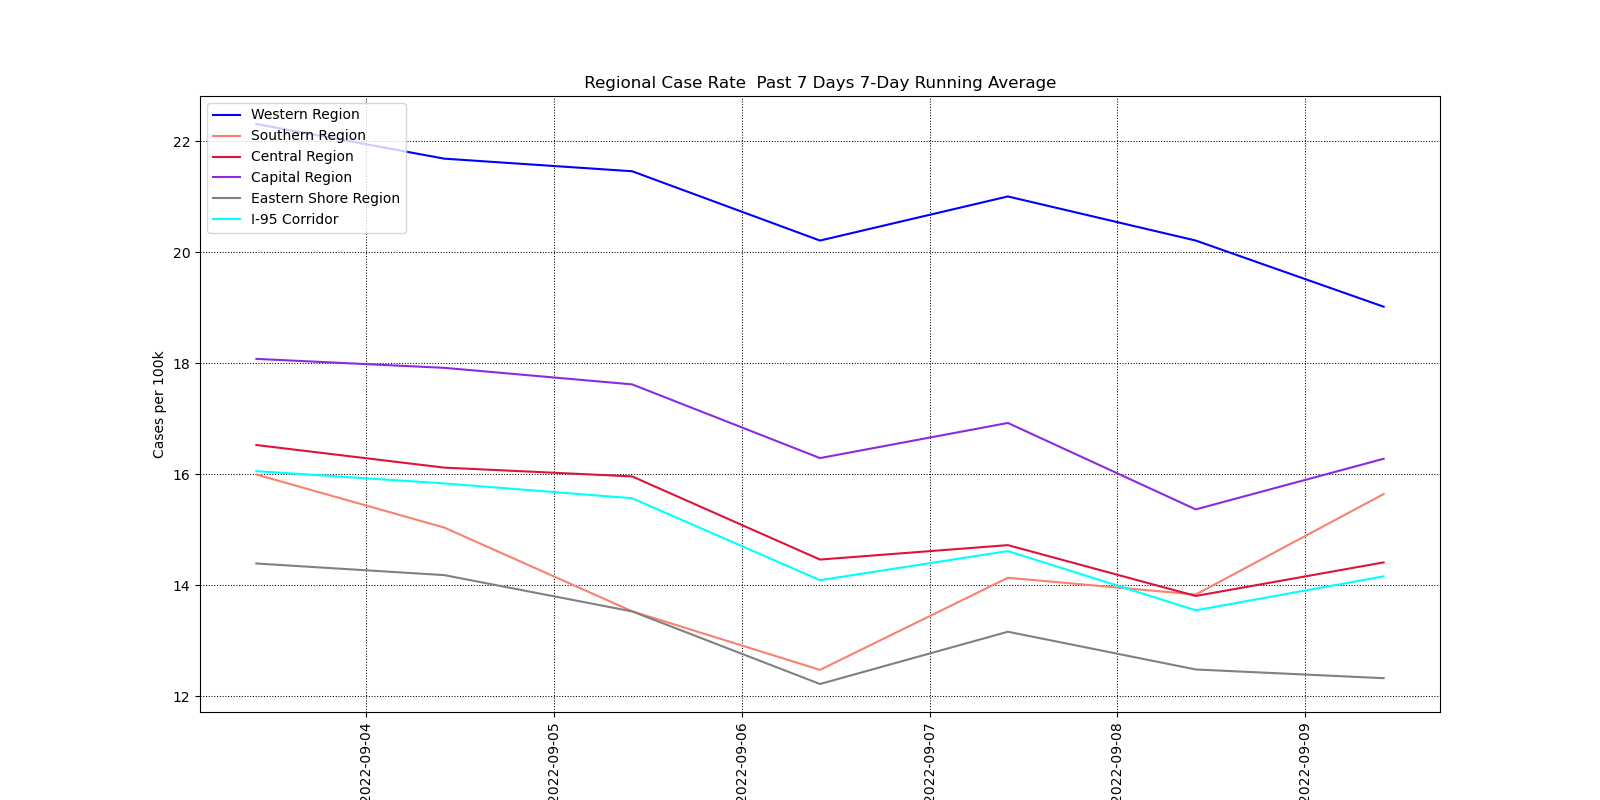 Regional Case Rate  Past 7 Days 7-Day Running Average
Western Region
Southern Region
Central Region
Capital Region
Eastern Shore Region
I-95 Corridor
Cases per 100k
22
20
18
16
14
12
2022-09-04
2022-09-05
2022-09-06
2022-09-07
2022-09-08
2022-09-09